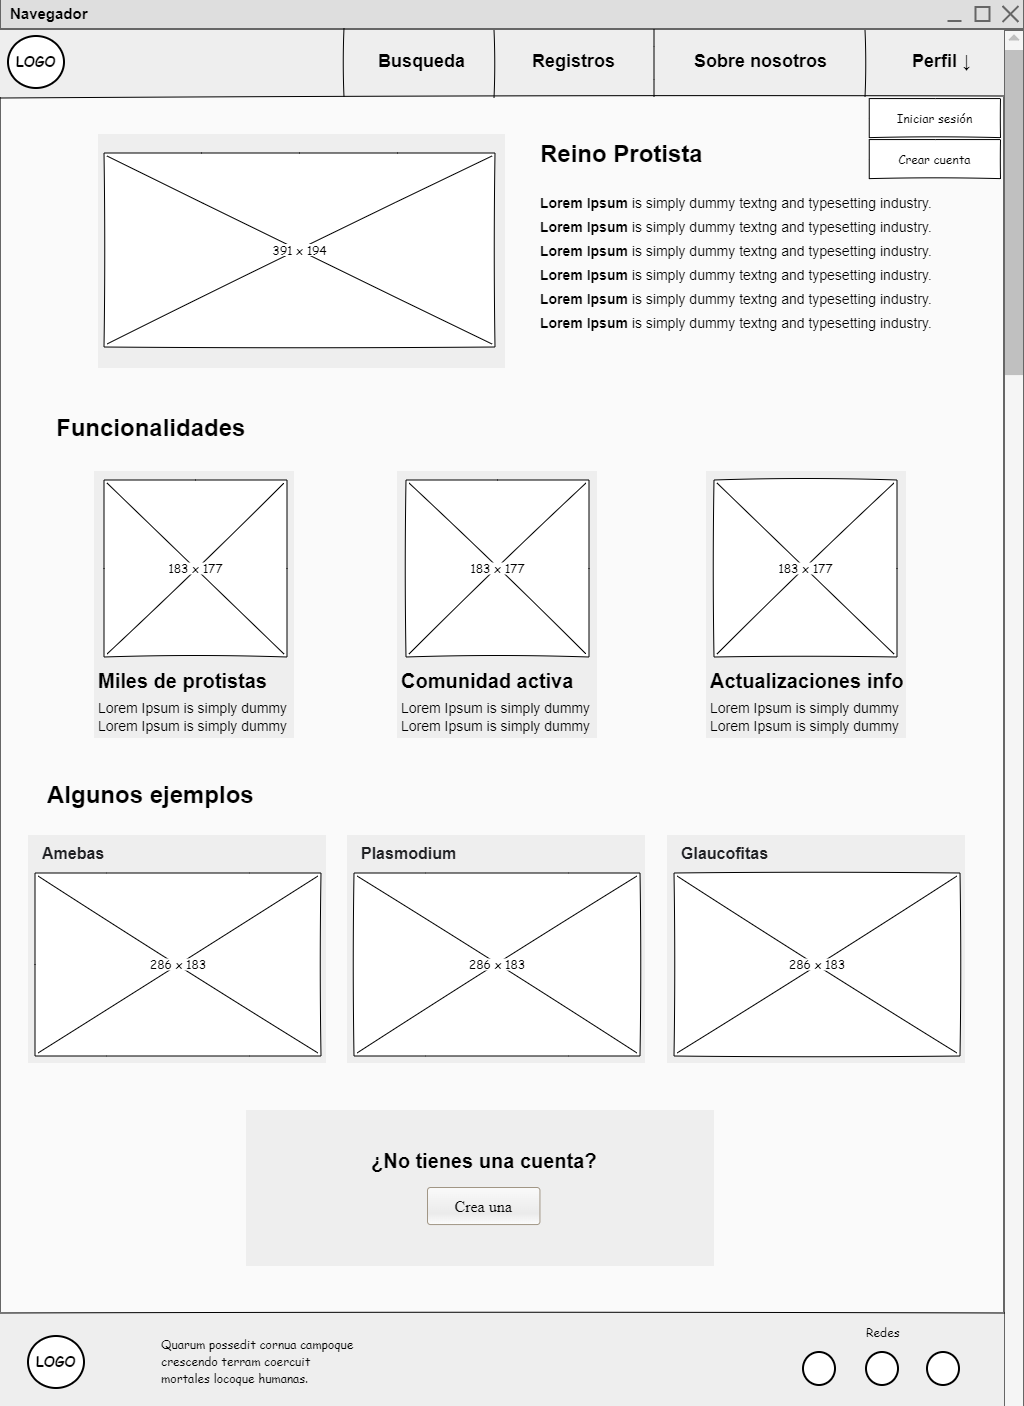 Navegador
LOGO
Busqueda
Registros
Sobre nosotros
Perfil ↓
Iniciar sesión
Crear cuenta
391 x 194
Reino Protista
Lorem Ipsum is simply dummy textng and typesetting industry.
Lorem Ipsum is simply dummy textng and typesetting industry.
Lorem Ipsum is simply dummy textng and typesetting industry.
Lorem Ipsum is simply dummy textng and typesetting industry.
Lorem Ipsum is simply dummy textng and typesetting industry.
Lorem Ipsum is simply dummy textng and typesetting industry.
Funcionalidades
183 x 177
Miles de protistas
Lorem Ipsum is simply dummy
Lorem Ipsum is simply dummy
183 x 177
Comunidad activa
Lorem Ipsum is simply dummy
Lorem Ipsum is simply dummy
183 x 177
Actualizaciones info
Lorem Ipsum is simply dummy
Lorem Ipsum is simply dummy
Algunos ejemplos
Amebas
286 x 183
Plasmodium
286 x 183
Glaucofitas
286 x 183
¿No tienes una cuenta?
Crea una
LOGO
Quarum possedit cornua campoque
crescendo terram coercuit
mortales locoque humanas.
Redes